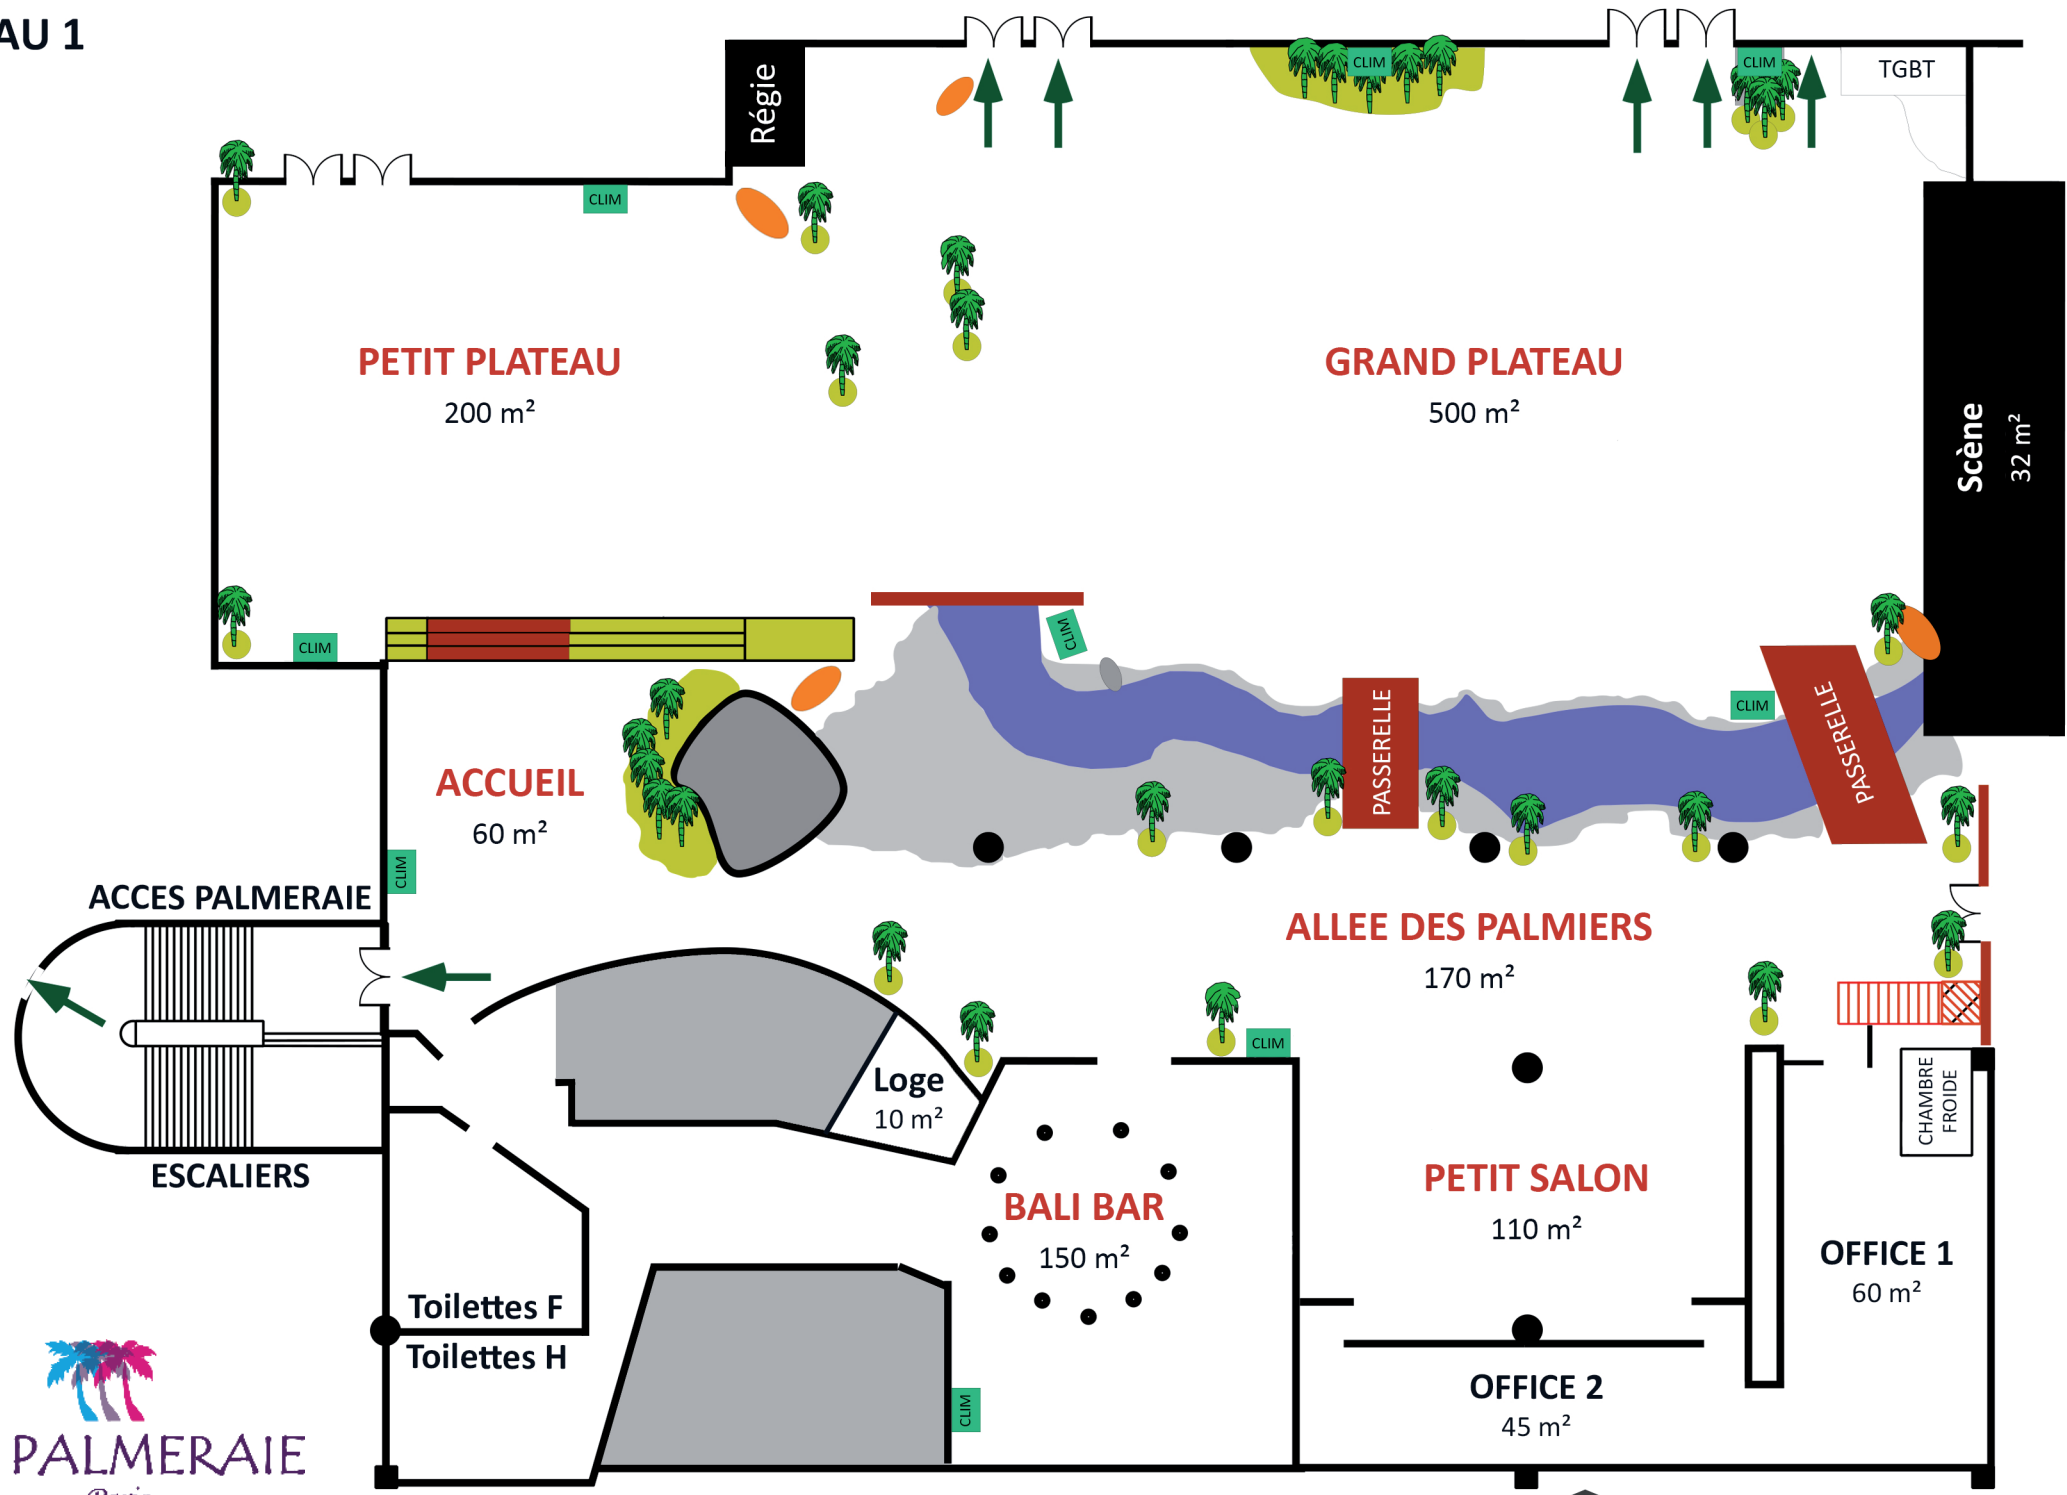 AU 1
Régie
CLIM
CLIM
TGBT
CLIM
PETIT PLATEAU
200 m²
GRAND PLATEAU
500 m²
Scène
32 m²
CLIM
CLIM
PASSERELLE
CLIM
PASSERELLE
ACCUEIL
60 m²
CLIM
ACCES PALMERAIE
ALLEE DES PALMIERS
170 m²
CLIM
Loge
10 m²
CHAMBRE
FROIDE
ESCALIERS
BALI BAR
150 m²
PETIT SALON
110 m²
OFFICE 1
60 m²
Toilettes F
Toilettes H
CLIM
OFFICE 2
45 m²
PALMERAIE